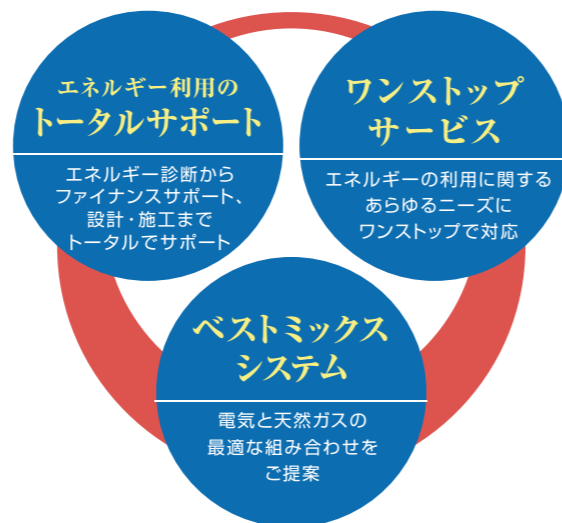 エネルギー利用の
トータルサポート
エネルギー診断から
ファイナンスサポート、
設計・施工まで
トータルでサポート
ワンストップ
サービス
エネルギーの利用に関する
あらゆるニーズに
ワンストップで対応
ベストミックス
システム
電気と天然ガスの
最適な組み合わせを
ご提案